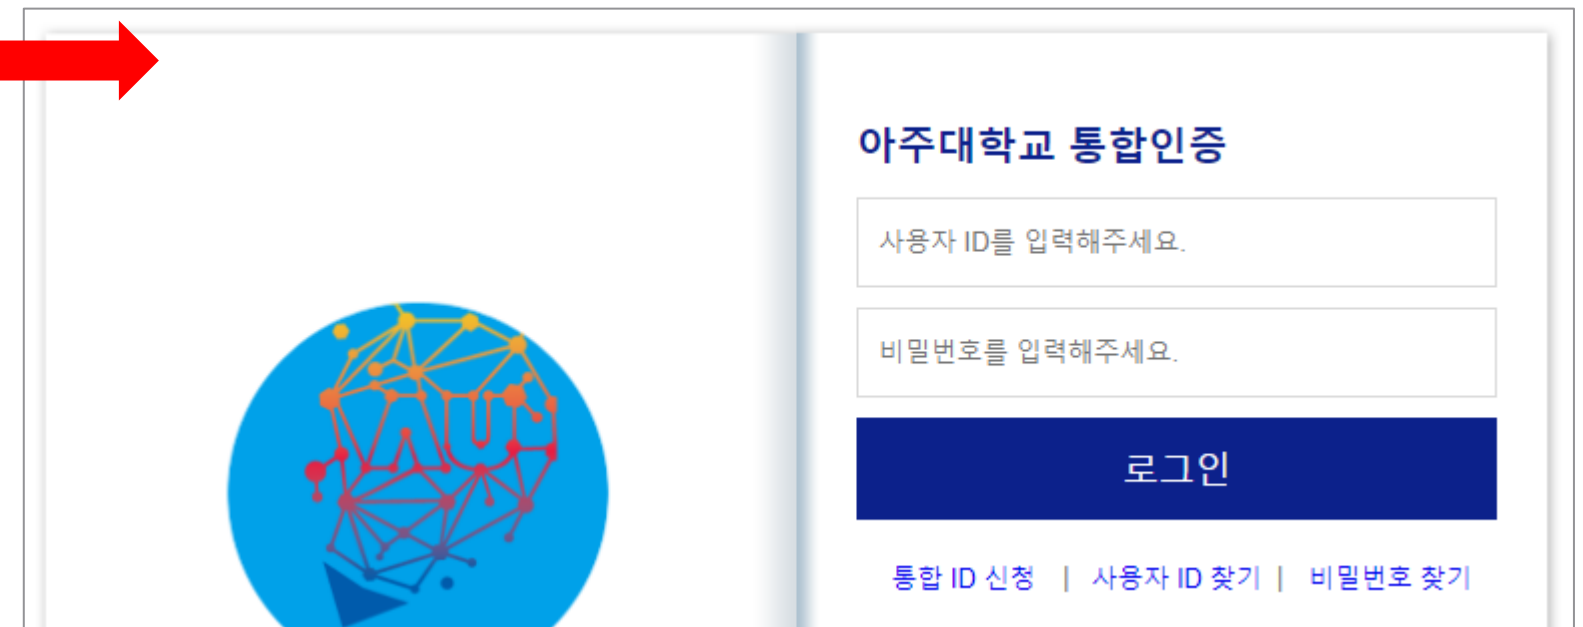 아주대학교 통합인증
사용자 ID를 입력해주세요.
비밀번호를 입력해주세요.
로그인
통합 ID 신청 | 사용자 ID 찾기 | 비밀번호 찾기
AU